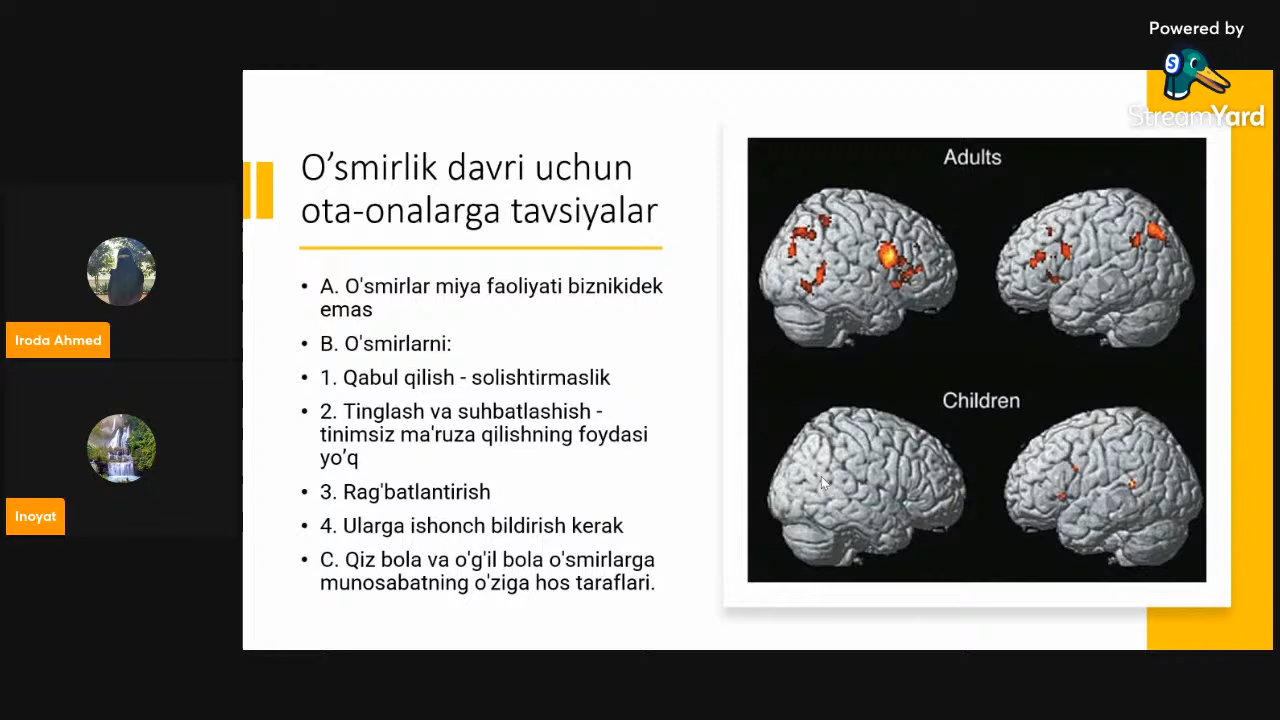 Powered by
StreamYard
O’smirlik davri uchun
ota-onalarga tavsiyalar
• A. O'smirlar miya faoliyati biznikidek
emas
• B. O'smirlarni:
• 1. Qabul qilish - solishtirmaslik
• 2. Tinglash va suhbatlashish -
tinimsiz ma'ruza qilishning foydasi
yo’q
• 3. Rag'batlantirish
• 4. Ularga ishonch bildirish kerak
• C. Qiz bola va o'g'il bola o'smirlarga
munosabatning o'ziga hos taraflari.
Adults
Children
Iroda Ahmed
Inoyat